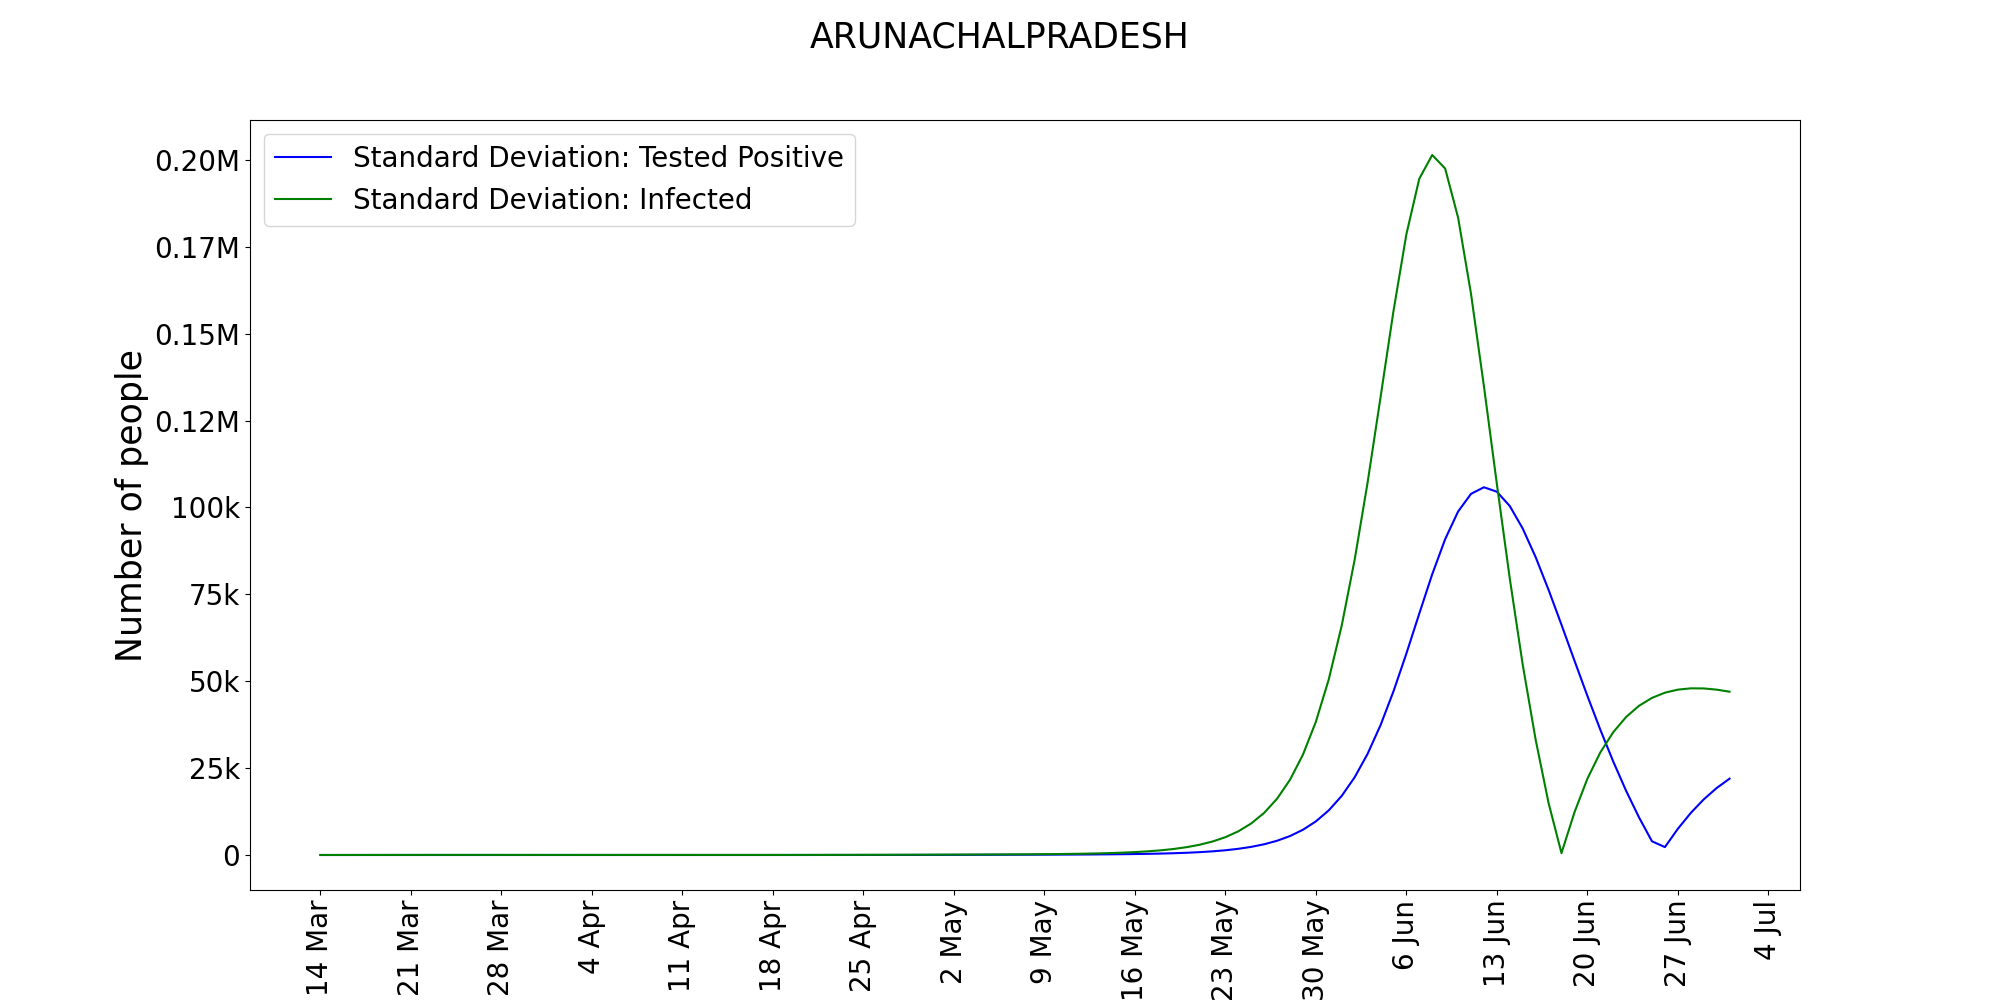 ARUNACHALPRADESH
Standard Deviation: Tested Positive
Standard Deviation: Infected
Number of people
0.20M
0.17M
0.15M
0.12M
100k
75k
50k
25k
0
14 Mar
21 Mar
28 Mar
4 Apr
11 Apr
18 Apr
25 Apr
2 May
9 May
16 May
23 May
30 May
6 Jun
13 Jun
20 Jun
27 Jun
4 Jul